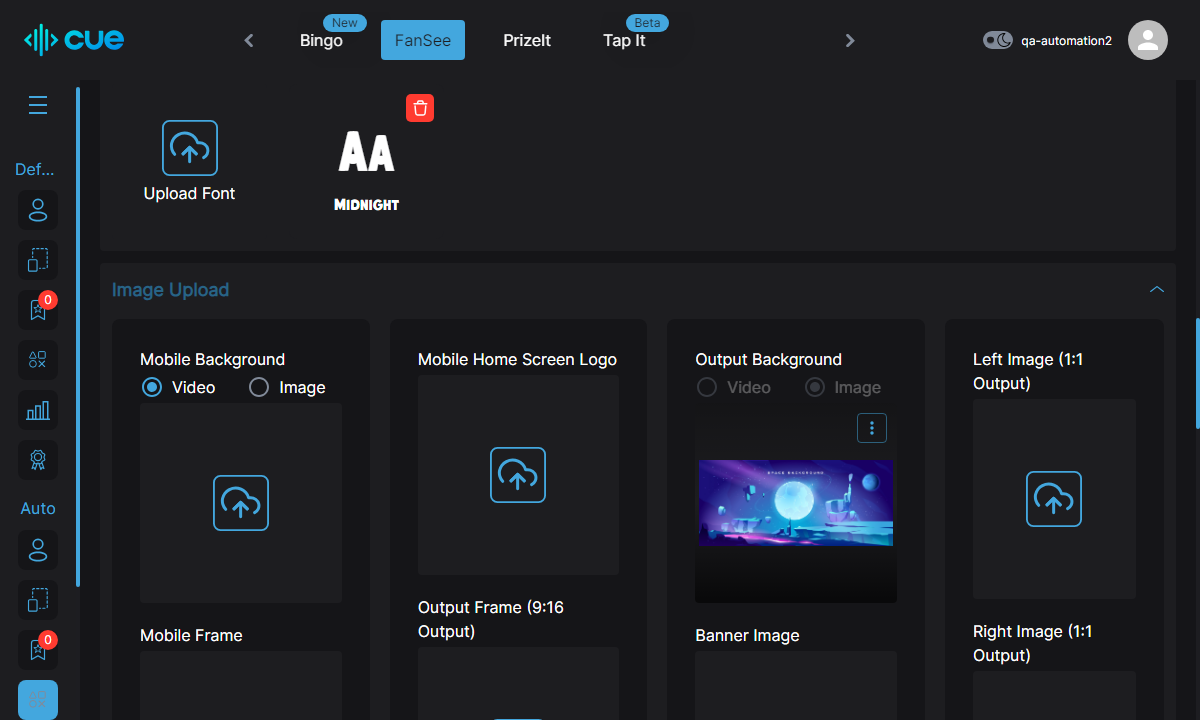 cue
New
Bingo
FanSee
PrizeIt
Beta
Tap It
qa-automation2
Def...
0
Auto
0
Upload Font
AA
MIDNIGHT
Image Upload
Mobile Background
Video
Image
Mobile Frame
Mobile Home Screen Logo
Output Frame (9:16
Output)
Output Background
Video
Image
SPACE BACKGROUND
Banner Image
Left Image (1:1
Output)
Right Image (1:1
Output)